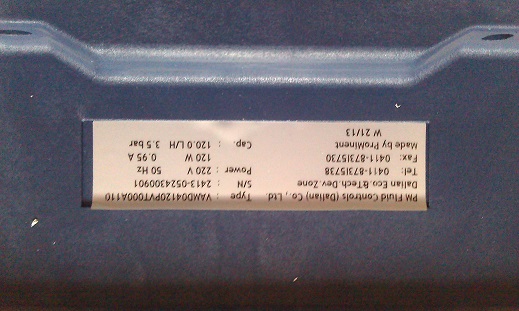 PM Fluid Controls (Dalian) Co., Ltd. Type : VAMD04120PVT000A110
Dalian Eco.&Tech.Dev.Zone S/N : 2413-0524300901
Tel: 0411-87315738 Power : 220 V 50 Hz
Fax: 0411-87315730 120 W 0.95 A
Made by ProMinent Cap. : 120.0 L/H 3.5 bar
W 21/13